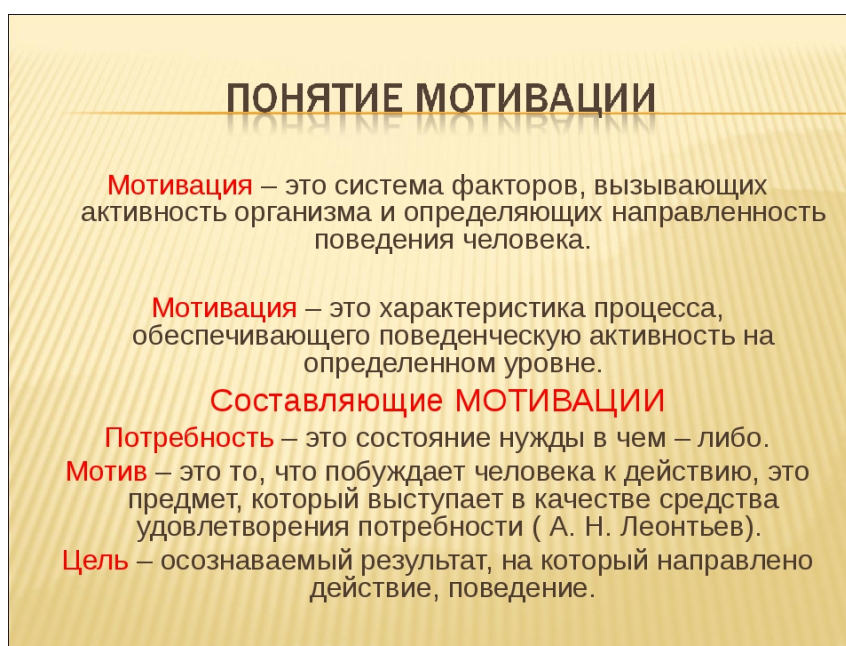 ПОНЯТИЕ МОТИВАЦИИ
Мотивация – это система факторов, вызывающих
активность организма и определяющих направленность
поведения человека.
Мотивация – это характеристика процесса,
обеспечивающего поведенческую активность на
определенном уровне.
Составляющие МОТИВАЦИИ
Потребность – это состояние нужды в чем – либо.
Мотив – это то, что побуждает человека к действию, это
предмет, который выступает в качестве средства
удовлетворения потребности ( А. Н. Леонтьев).
Цель – осознаваемый результат, на который направлено
действие, поведение.